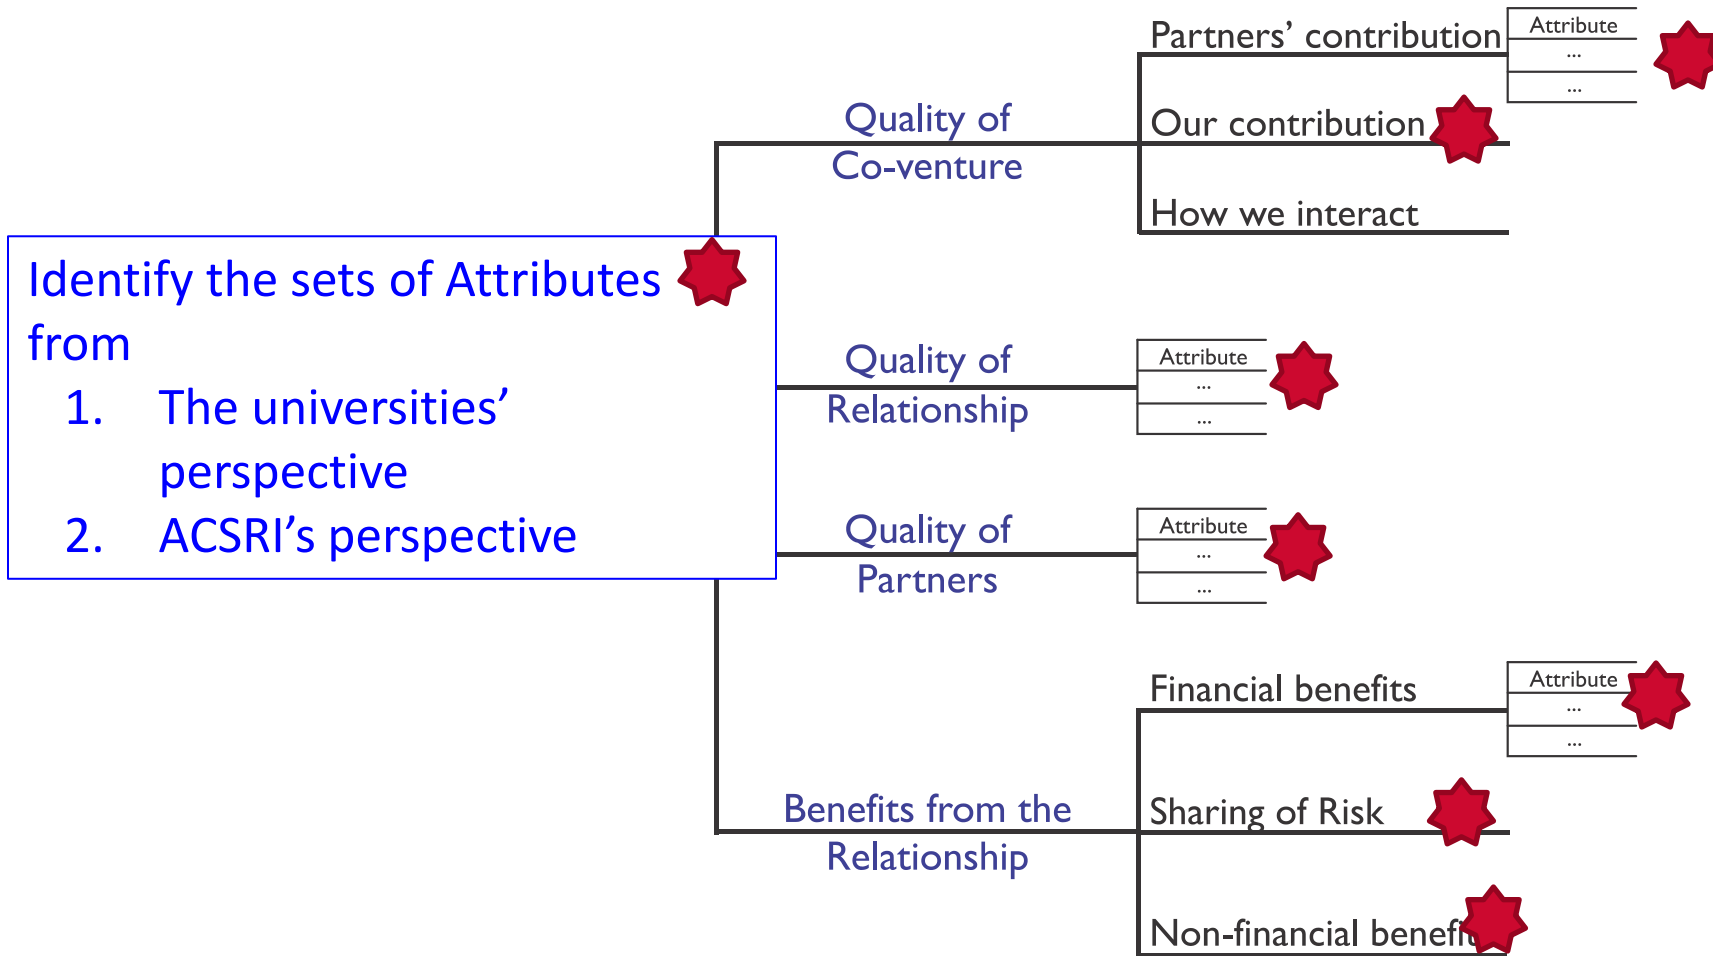 Partners’ contribution
Attribute
...
...
Our contribution
How we interact
Quality of
Co-venture
Identify the sets of Attributes
from
1. The universities’
perspective
2. ACSRI’s perspective
Quality of
Relationship
Attribute
...
...
Quality of
Partners
Attribute
...
...
Benefits from the
Relationship
Financial benefits
Attribute
...
...
Sharing of Risk
Non-financial